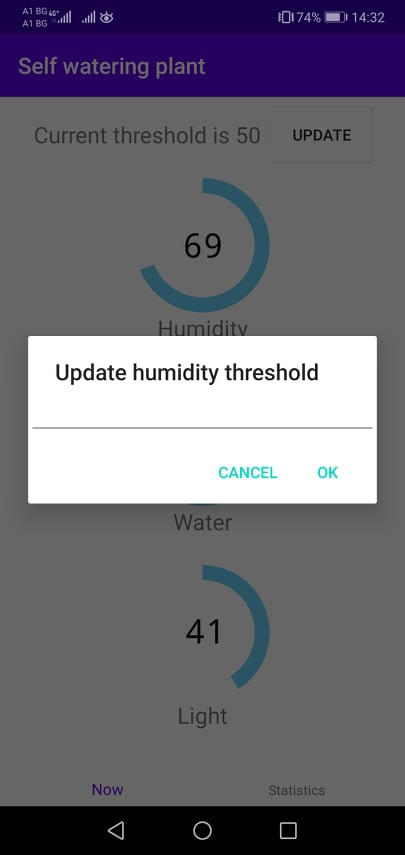 A1 BG 4G+ 74% 14:32
A1 BG
Self watering plant
Current threshold is 50 UPDATE
69
Humidity
Update humidity threshold
CANCEL OK
Water
41
Light
Now Statistics